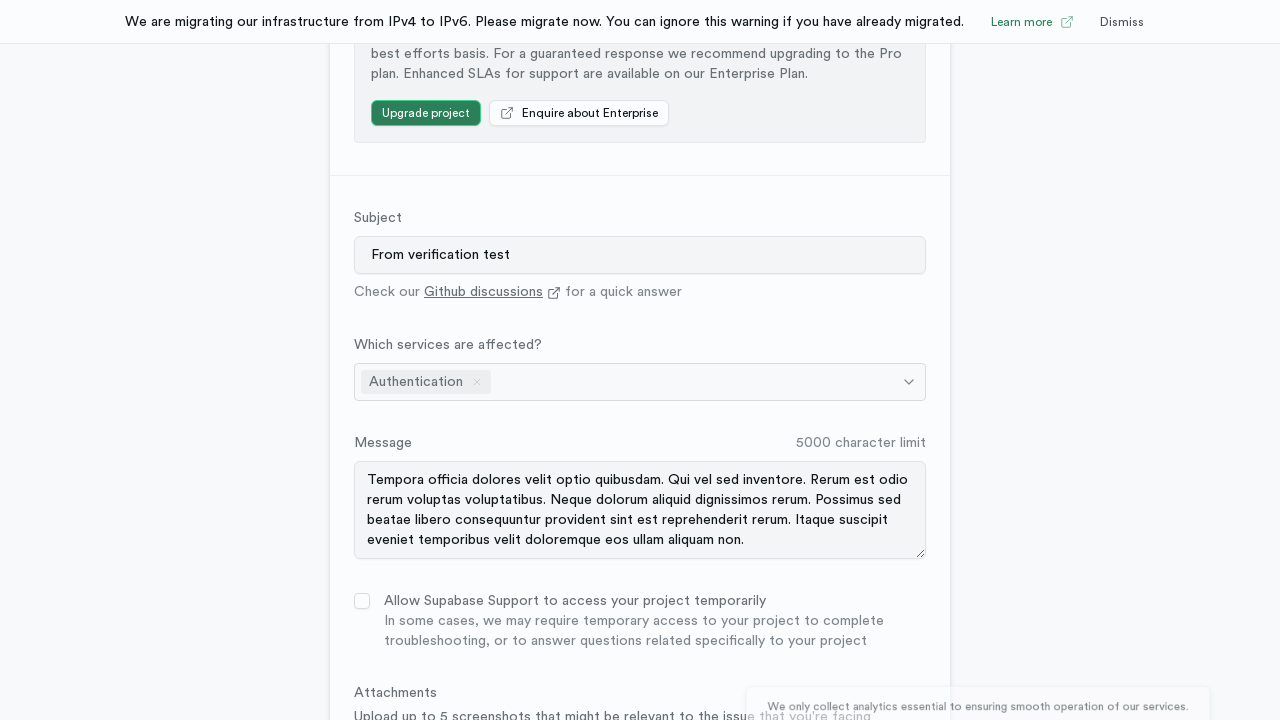 We are migrating our infrastructure from IPv4 to IPv6. Please migrate now. You can ignore this warning if you have already migrated.
Learn more
Dismiss
best efforts basis. For a guaranteed response we recommend upgrading to the Pro
plan. Enhanced SLAs for support are available on our Enterprise Plan.
Upgrade project
Enquire about Enterprise
Subject
From verification test
Check our Github discussions for a quick answer
Which services are affected?
Authentication
Message
5000 character limit
Tempora officia dolores velit optio quibusdam. Qui vel sed inventore. Rerum est odio
rerum voluptas voluptatibus. Neque dolorum aliquid dignissimos rerum. Possimus sed
beatae libero consequuntur provident sint est reprehenderit rerum. Itaque suscipit
eveniet temporibus velit doloremque eos ullam aliquam non.
Allow Supabase Support to access your project temporarily
In some cases, we may require temporary access to your project to complete
troubleshooting, or to answer questions related specifically to your project
Attachments
Upload up to 5 screenshots that might be relevant to the issue that you're facing
We only collect analytics essential to ensuring smooth operation of our services.